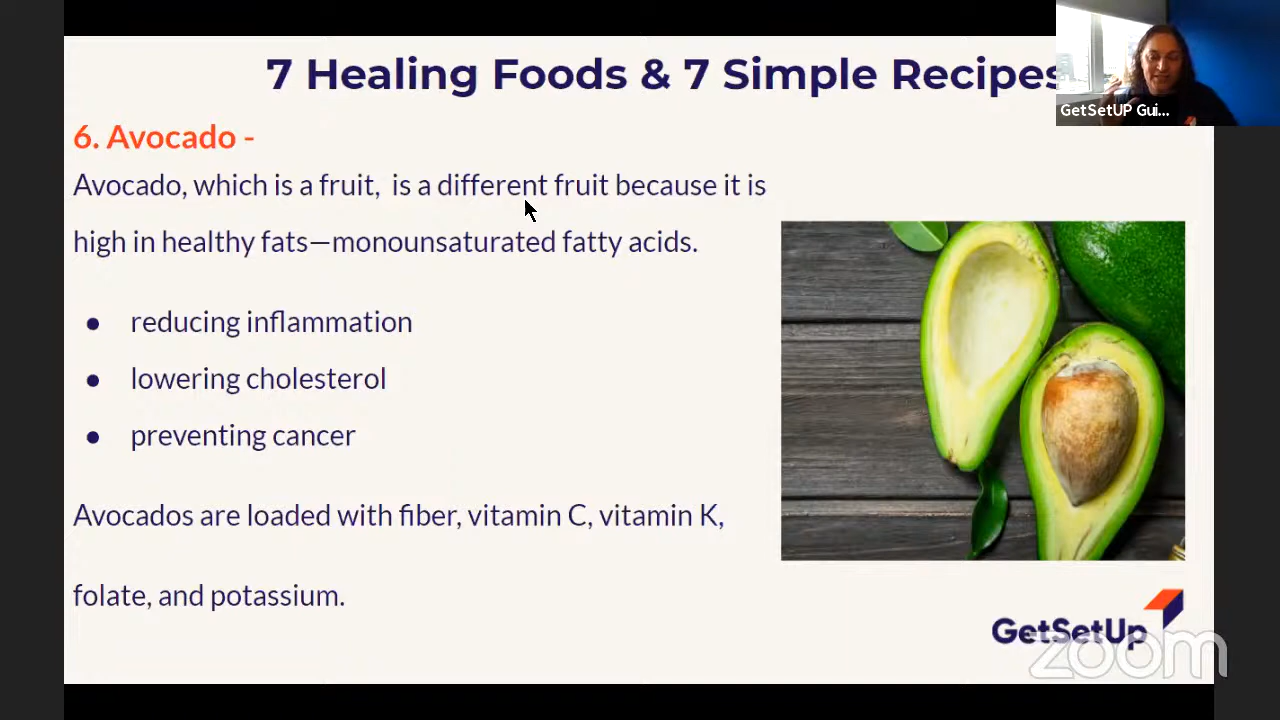 7 Healing Foods & 7 Simple Recipes
GetSetUP Gui...
6. Avocado -
Avocado, which is a fruit,  is a different fruit because it is
high in healthy fats—monounsaturated fatty acids.
● reducing inflammation
● lowering cholesterol
● preventing cancer
Avocados are loaded with fiber, vitamin C, vitamin K,
folate, and potassium.
GetSetUp
zoom